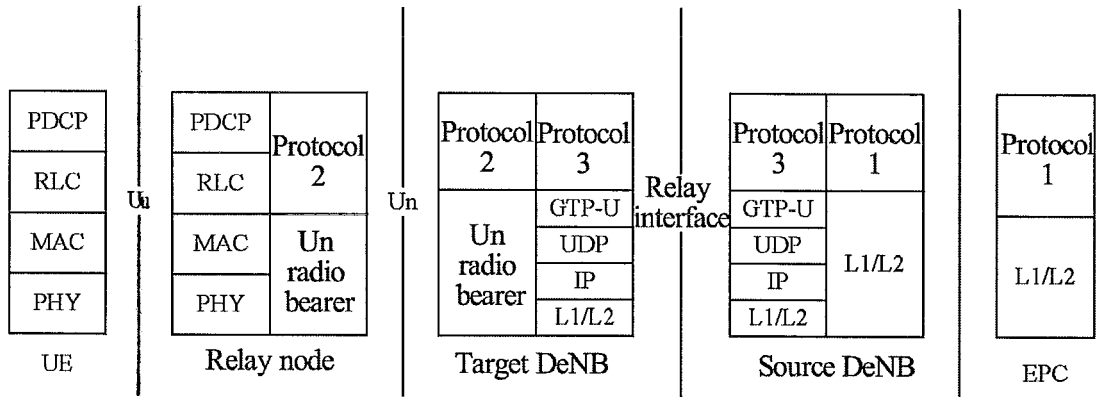 PDCP
RLC
MAC
PHY
UE
Uu
PDCP
RLC
MAC
PHY
Protocol
2
Un
radio
bearer
Relay node
Un
Protocol
2
Un
radio
bearer
Protocol
3
GTP-U
UDP
IP
L1/L2
Target DeNB
Relay
interface
Protocol
3
GTP-U
UDP
IP
L1/L2
Protocol
1
L1/L2
Source DeNB
Protocol
1
L1/L2
EPC